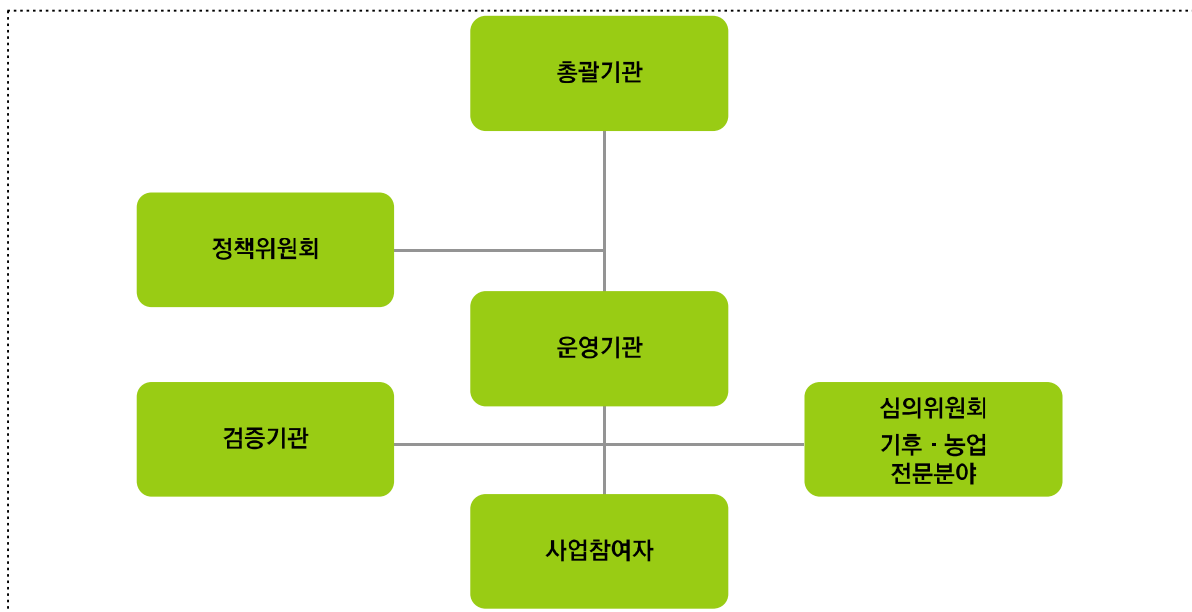 총괄기관
정책위원회
운영기관
검증기관
심의위원회
기후 · 농업
전문분야
사업참여자